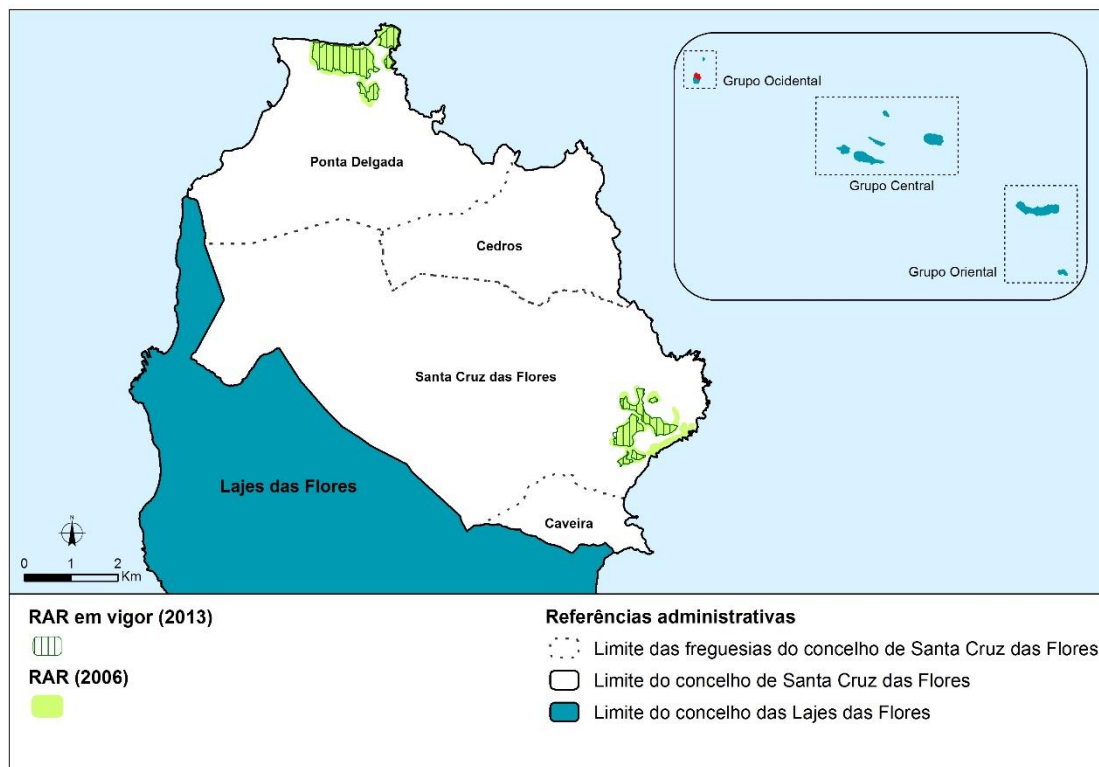 Grupo Ocidental
Grupo Central
Grupo Oriental
Ponta Delgada
Cedros
Santa Cruz das Flores
Lajes das Flores
Caveira
N
0 1 2
Km
RAR em vigor (2013)
RAR (2006)
Referências administrativas
Limite das freguesias do concelho de Santa Cruz das Flores
Limite do concelho de Santa Cruz das Flores
Limite do concelho das Lajes das Flores